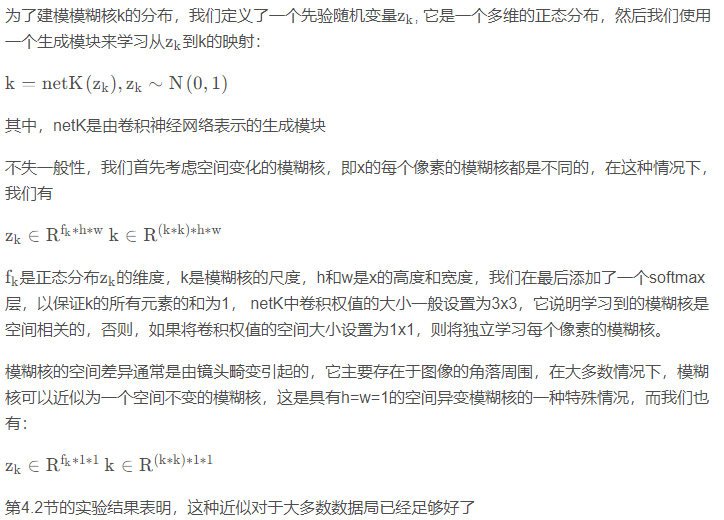 为了建模模糊核k的分布，我们定义了一个先验随机变量z_k，它是一个多维的正态分布，然后我们使用
一个生成模块来学习从z_k到k的映射：
k = netK(z_k), z_k ∼ N(0, 1)
其中，netK是由卷积神经网络表示的生成模块
不失一般性，我们首先考虑空间变化的模糊核，即x的每个像素的模糊核都是不同的，在这种情况下，
我们有
z_k ∈ R^{f_k∗h∗w} k ∈ R^{(k∗k)∗h∗w}
f_k是正态分布z_k的维度，k是模糊核的尺度，h和w是x的高度和宽度，我们在最后添加了一个softmax
层，以保证k的所有元素的和为1， netK中卷积权值的大小一般设置为3x3，它说明学习到的模糊核是
空间相关的，否则，如果将卷积权值的空间大小设置为1x1，则将独立学习每个像素的模糊核。
模糊核的空间差异通常是由镜头畸变引起的，它主要存在于图像的角落周围，在大多数情况下，模糊
核可以近似为一个空间不变的模糊核，这是具有h=w=1的空间异变模糊核的一种特殊情况，而我们也
有：
z_k ∈ R^{f_k∗1∗1} k ∈ R^{(k∗k)∗1∗1}
第4.2节的实验结果表明，这种近似对于大多数数据局已经足够好了